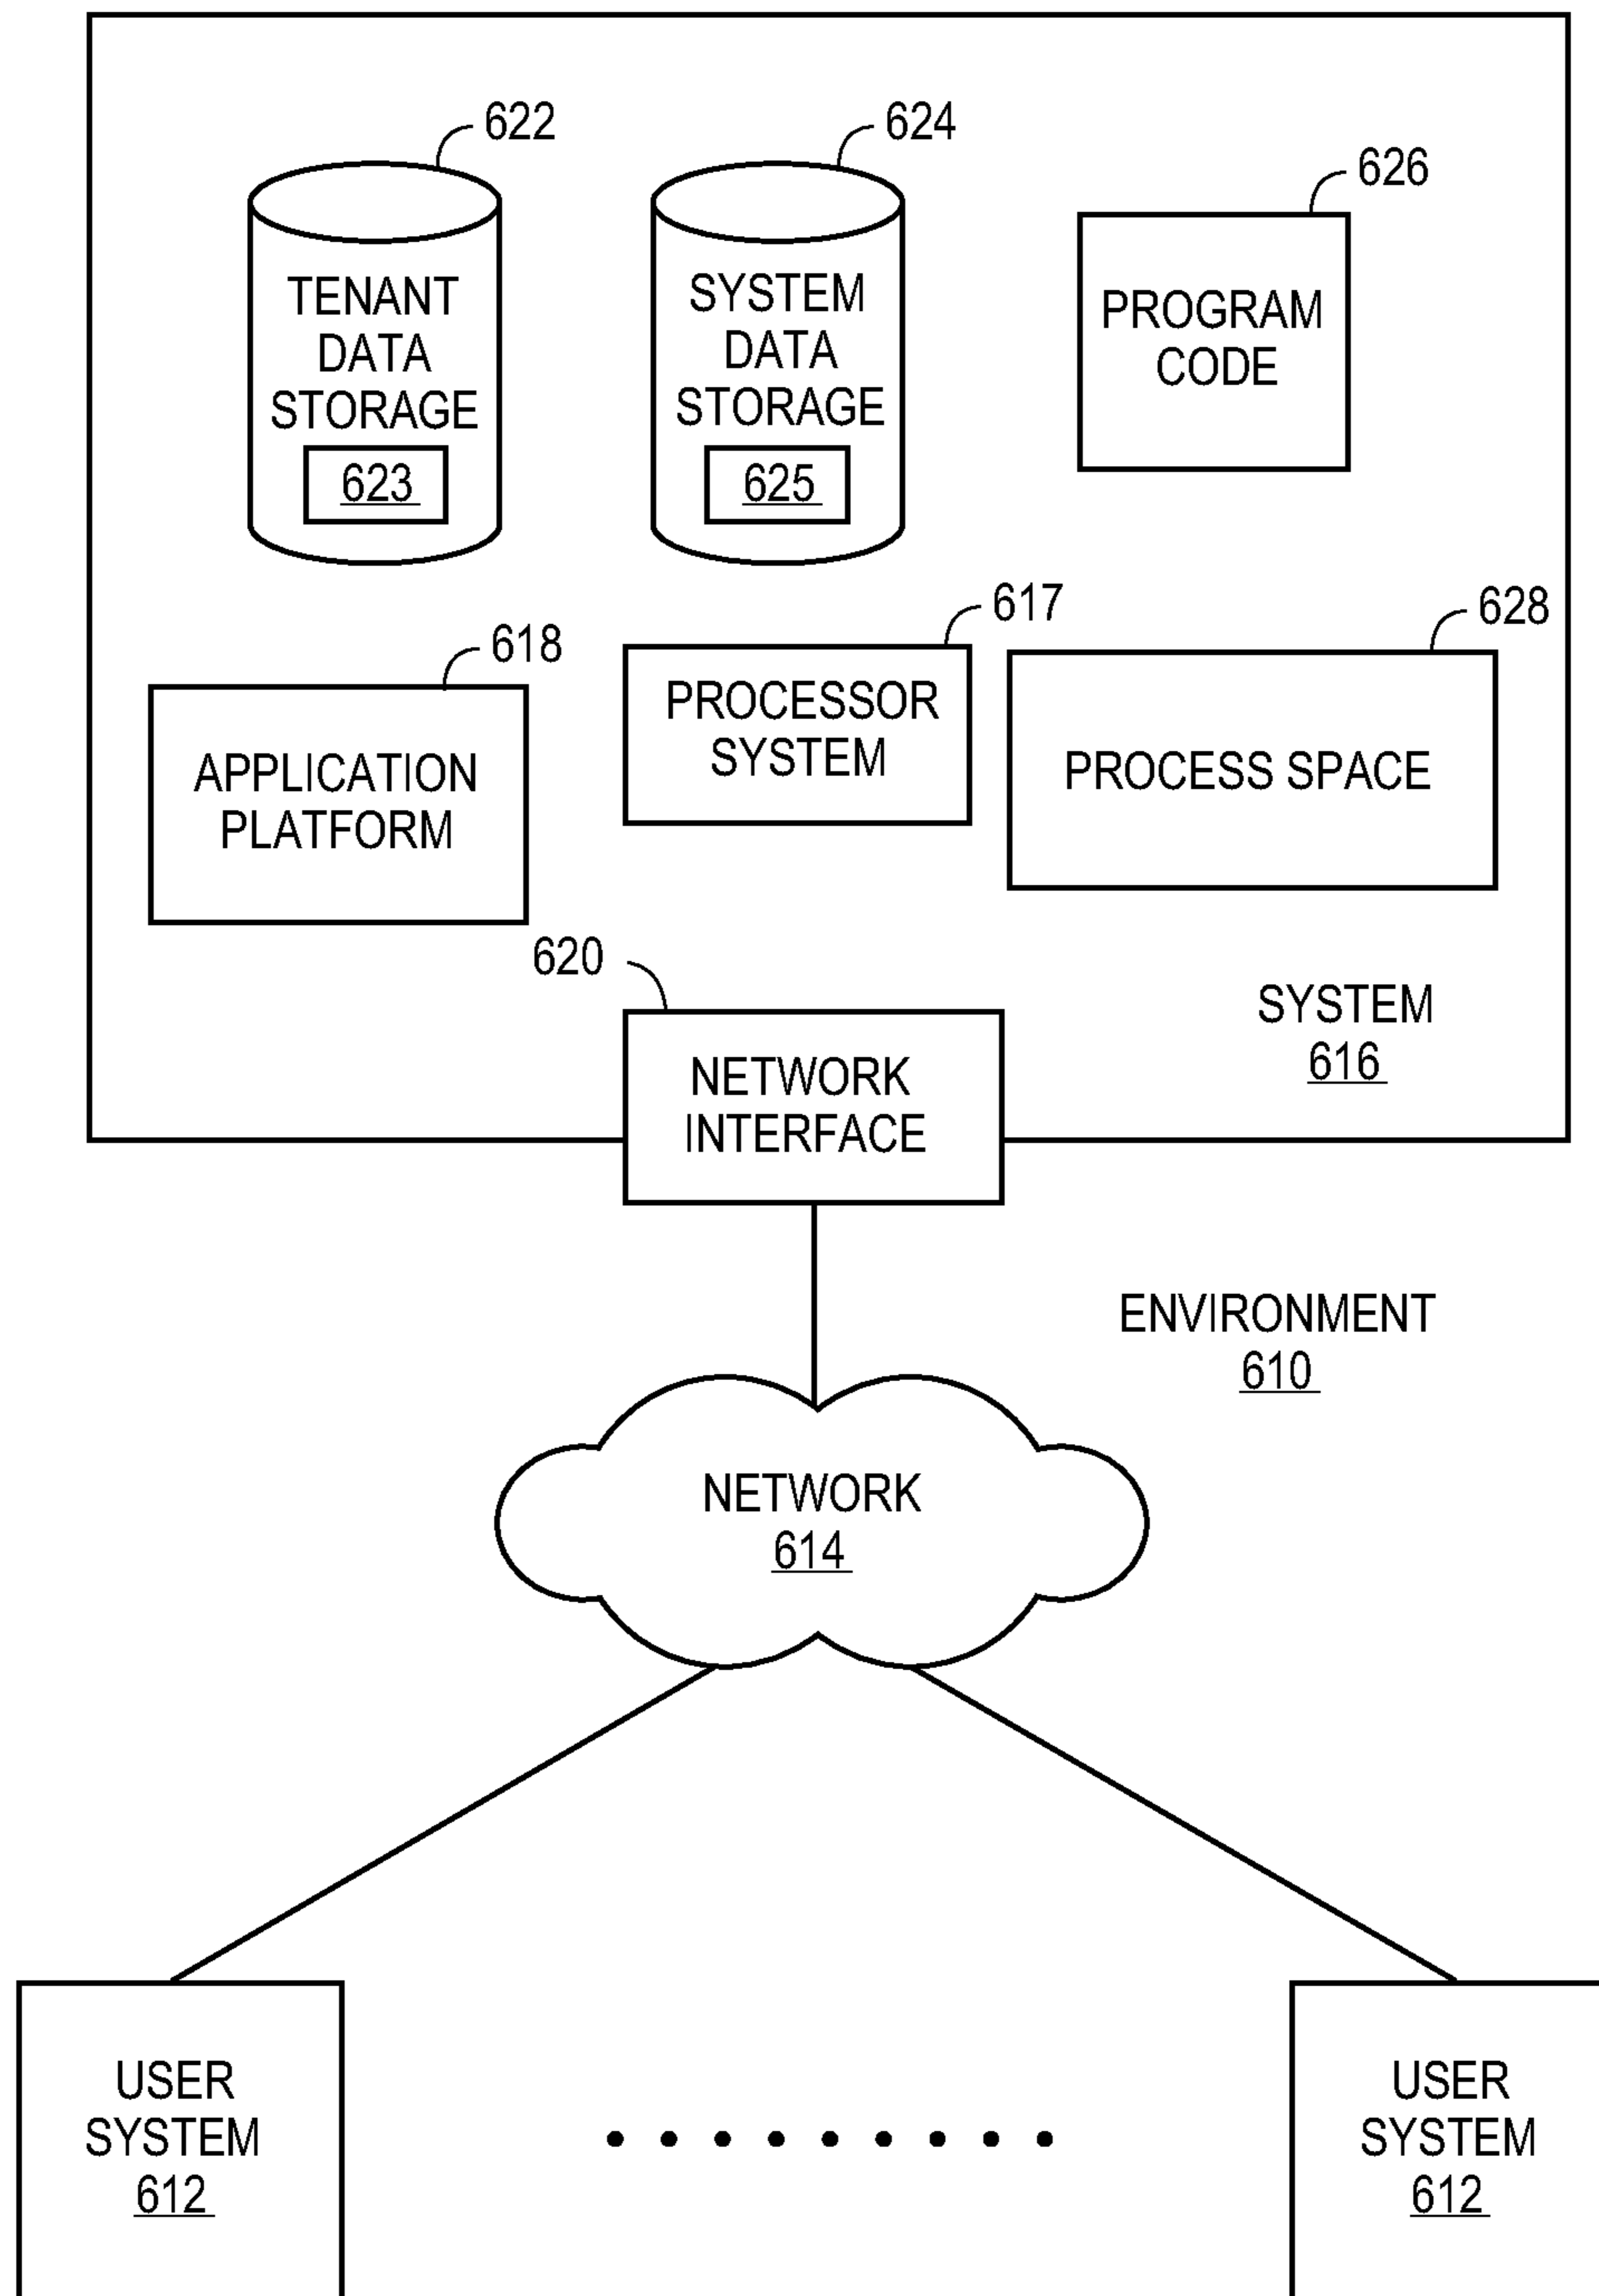 622
624
626
TENANT
DATA
STORAGE
623
SYSTEM
DATA
STORAGE
625
PROGRAM
CODE
618
617
628
APPLICATION
PLATFORM
PROCESSOR
SYSTEM
PROCESS SPACE
620
NETWORK
INTERFACE
SYSTEM
616
ENVIRONMENT
610
NETWORK
614
USER
SYSTEM
612
USER
SYSTEM
612